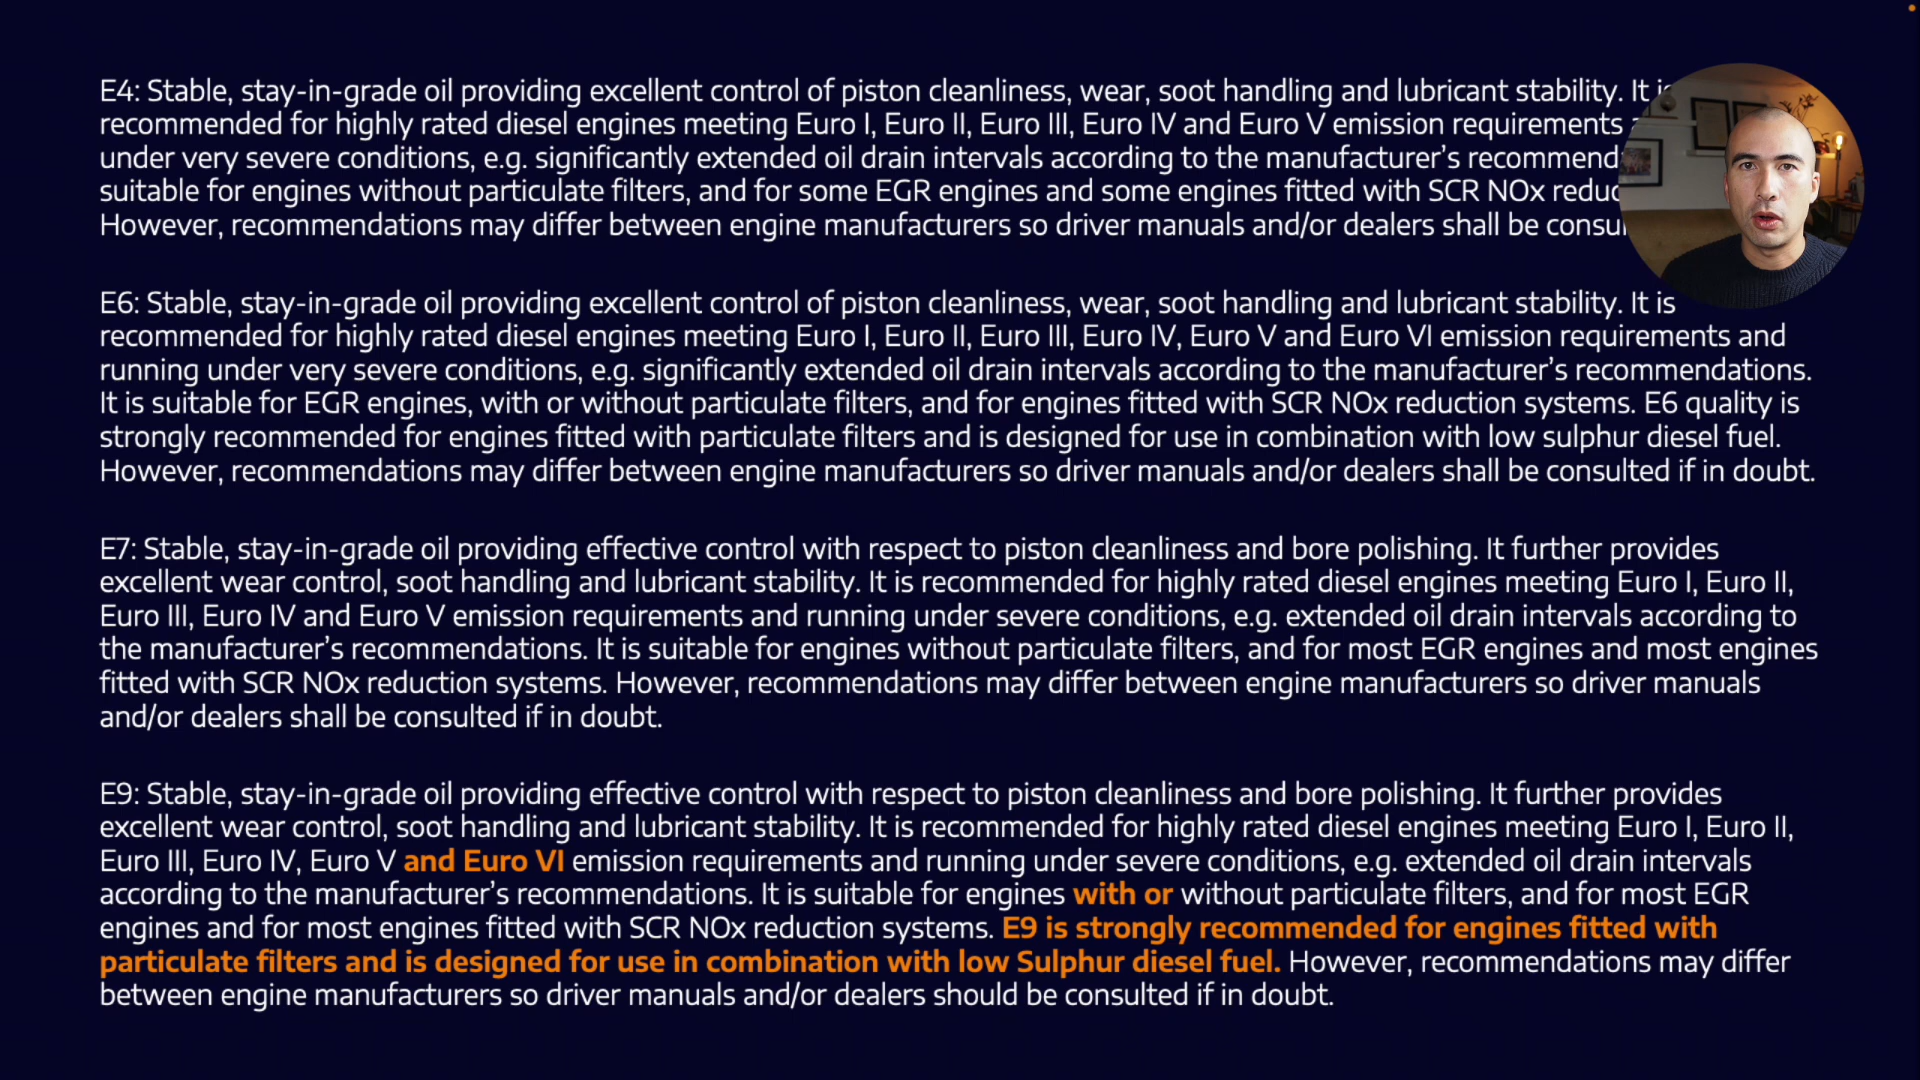 E4: Stable, stay-in-grade oil providing excellent control of piston cleanliness, wear, soot handling and lubricant stability. It is
recommended for highly rated diesel engines meeting Euro I, Euro II, Euro III, Euro IV and Euro V emission requirements
under very severe conditions, e.g. significantly extended oil drain intervals according to the manufacturer’s
suitable for engines without particulate filters, and for some EGR engines and some engines fitted with SCR NOx
However, recommendations may differ between engine manufacturers so driver manuals and/or dealers shall be
E6: Stable, stay-in-grade oil providing excellent control of piston cleanliness, wear, soot handling and lubricant stability. It is
recommended for highly rated diesel engines meeting Euro I, Euro II, Euro III, Euro IV, Euro V and Euro VI emission requirements and
running under very severe conditions, e.g. significantly extended oil drain intervals according to the manufacturer’s recommendations.
It is suitable for EGR engines, with or without particulate filters, and for engines fitted with SCR NOx reduction systems. E6 quality is
strongly recommended for engines fitted with particulate filters and is designed for use in combination with low sulphur diesel fuel.
However, recommendations may differ between engine manufacturers so driver manuals and/or dealers shall be consulted if in doubt.
E7: Stable, stay-in-grade oil providing effective control with respect to piston cleanliness and bore polishing. It further provides
excellent wear control, soot handling and lubricant stability. It is recommended for highly rated diesel engines meeting Euro I, Euro II,
Euro III, Euro IV and Euro V emission requirements and running under severe conditions, e.g. extended oil drain intervals according to
the manufacturer’s recommendations. It is suitable for engines without particulate filters, and for most EGR engines and most engines
fitted with SCR NOx reduction systems. However, recommendations may differ between engine manufacturers so driver manuals
and/or dealers shall be consulted if in doubt.
E9: Stable, stay-in-grade oil providing effective control with respect to piston cleanliness and bore polishing. It further provides
excellent wear control, soot handling and lubricant stability. It is recommended for highly rated diesel engines meeting Euro I, Euro II,
Euro III, Euro IV, Euro V and Euro VI emission requirements and running under severe conditions, e.g. extended oil drain intervals
according to the manufacturer’s recommendations. It is suitable for engines with or without particulate filters, and for most EGR
engines and for most engines fitted with SCR NOx reduction systems. E9 is strongly recommended for engines fitted with
particulate filters and is designed for use in combination with low Sulphur diesel fuel. However, recommendations may differ
between engine manufacturers so driver manuals and/or dealers should be consulted if in doubt.